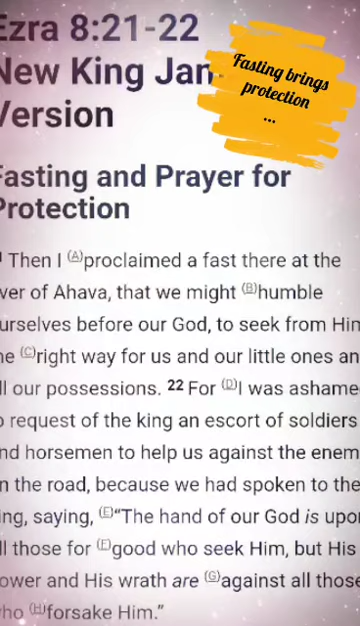 Ezra 8:21-22
New King Jam
Version
Fasting brings
protection
...
Fasting and Prayer for
Protection
Then I (A)proclaimed a fast there at the
ver of Ahava, that we might (B)humble
urselves before our God, to seek from Him
he (C)right way for us and our little ones an
ll our possessions. 22 For (D)I was ashame
o request of the king an escort of soldiers
nd horsemen to help us against the enem
n the road, because we had spoken to the
ing, saying, (E)“The hand of our God is upon
ll those for (F)good who seek Him, but His
ower and His wrath are (G)against all those
ho (H)forsake Him.”